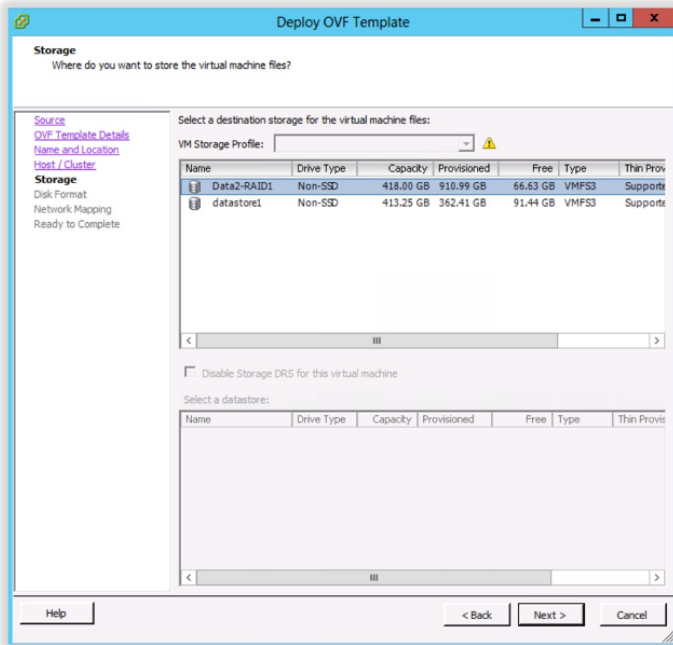 Deploy OVF Template
Storage
Where do you want to store the virtual machine files?
Source
OVF Template Details
Name and Location
Host / Cluster
Storage
Disk Format
Network Mapping
Ready to Complete
Select a destination storage for the virtual machine files:
VM Storage Profile:
Name Drive Type Capacity Provisioned Free Type Thin Prov
Data2-RAID1 Non-SSD 418.00 GB 910.99 GB 66.63 GB VMFS3 Supporte
datastore1 Non-SSD 413.25 GB 362.41 GB 91.44 GB VMFS3 Supporte
Disable Storage DRS for this virtual machine
Select a datastore:
Name Drive Type Capacity Provisioned Free Type Thin Provis
Help < Back Next > Cancel